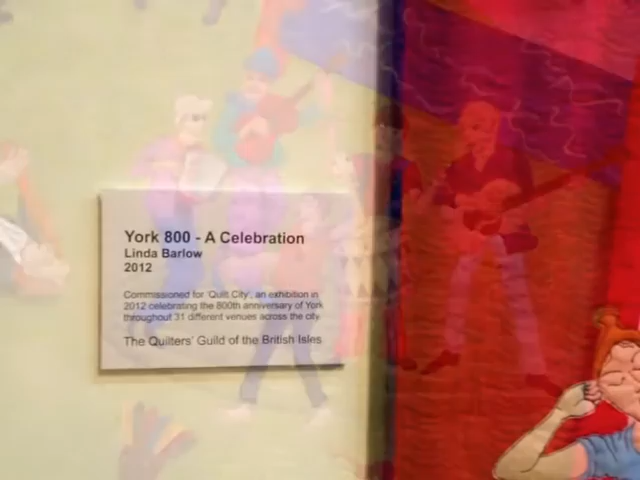 York 800 - A Celebration
Linda Barlow
2012
Commissioned for 'Quilt City', an exhibition in
2012 celebrating the 800th anniversary of York
throughout 31 different venues across the city.
The Quilters' Guild of the British Isles